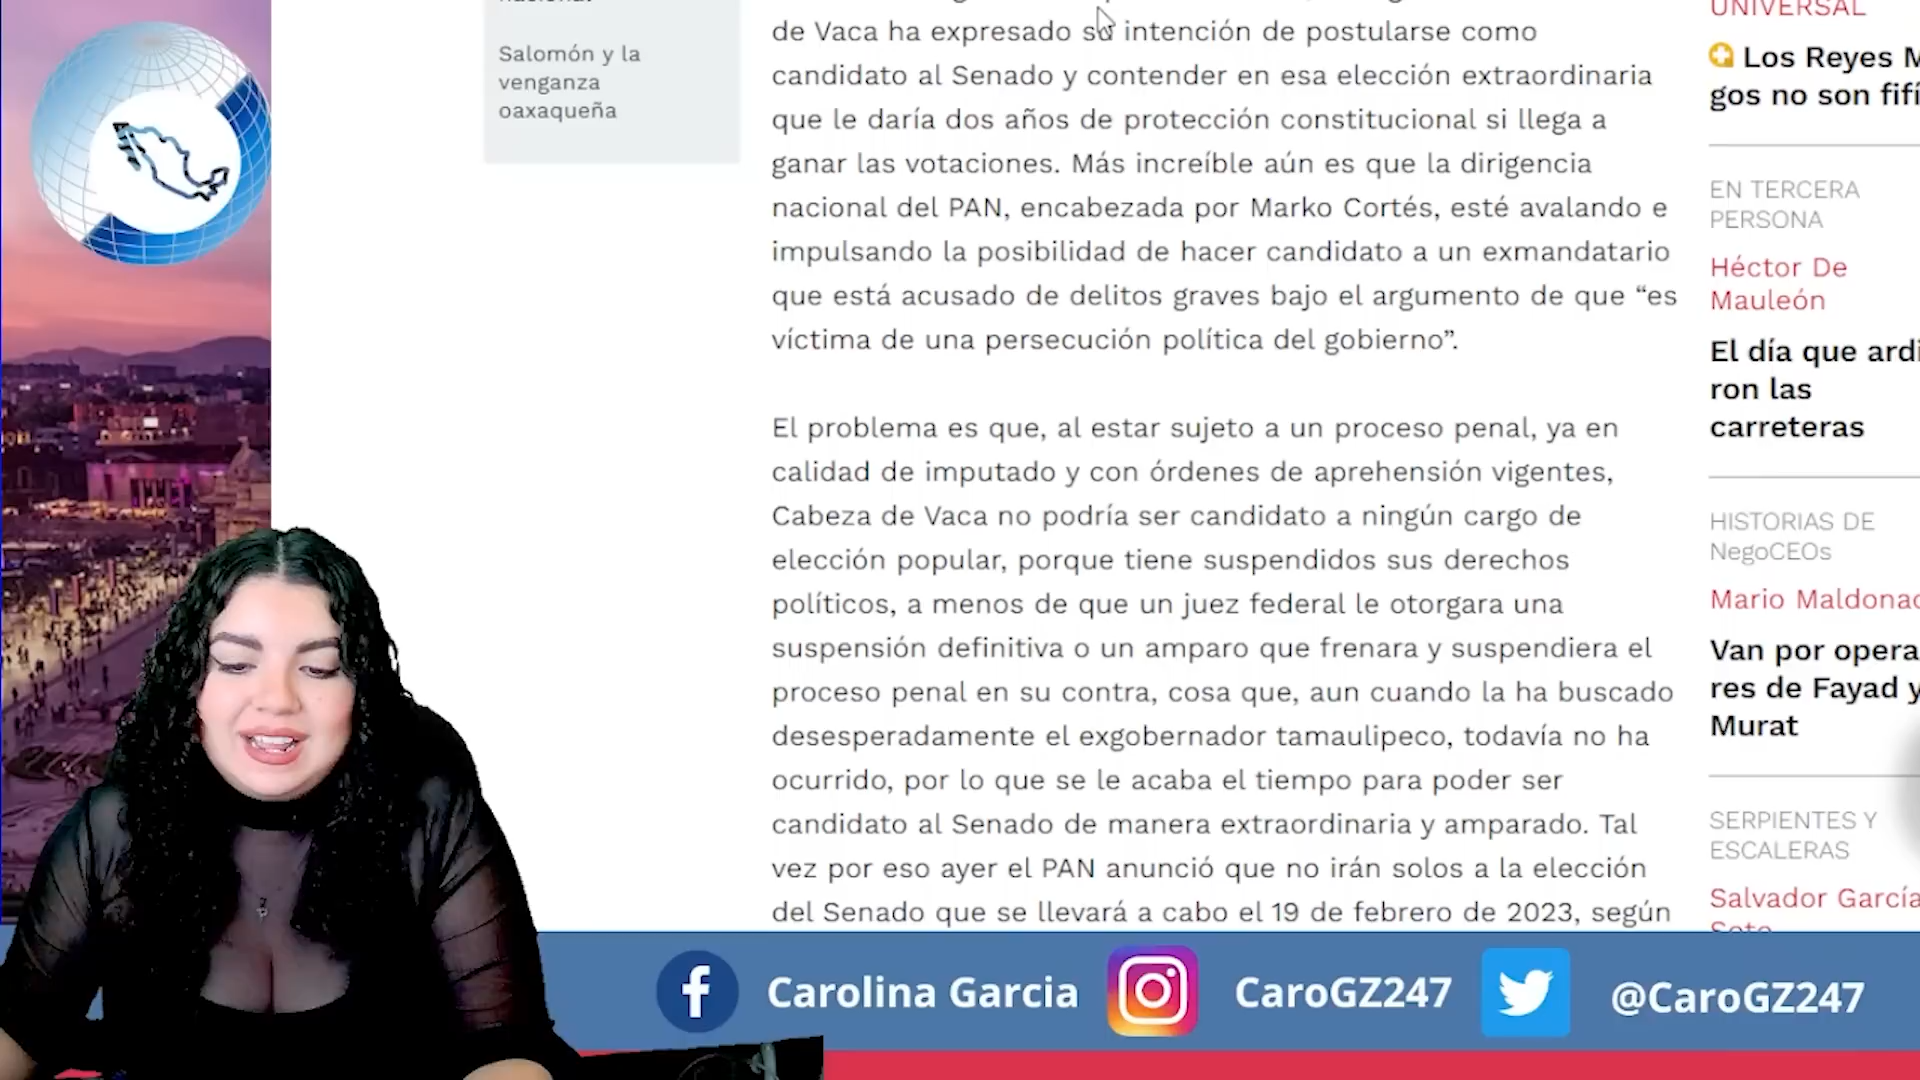 Salomón y la
venganza
oaxaqueña
de Vaca ha expresado su intención de postularse como
candidato al Senado y contender en esa elección extraordinaria
que le daría dos años de protección constitucional si llega a
ganar las votaciones. Más increíble aún es que la dirigencia
nacional del PAN, encabezada por Marko Cortés, esté avalando e
impulsando la posibilidad de hacer candidato a un exmandatario
que está acusado de delitos graves bajo el argumento de que “es
víctima de una persecución política del gobierno”.
El problema es que, al estar sujeto a un proceso penal, ya en
calidad de imputado y con órdenes de aprehensión vigentes,
Cabeza de Vaca no podría ser candidato a ningún cargo de
elección popular, porque tiene suspendidos sus derechos
políticos, a menos de que un juez federal le otorgara una
suspensión definitiva o un amparo que frenara y suspendiera el
proceso penal en su contra, cosa que, aun cuando la ha buscado
desesperadamente el exgobernador tamaulipeco, todavía no ha
ocurrido, por lo que se le acaba el tiempo para poder ser
candidato al Senado de manera extraordinaria y amparado. Tal
vez por eso ayer el PAN anunció que no irán solos a la elección
del Senado que se llevará a cabo el 19 de febrero de 2023, según
UNIVERSAL
Los Reyes M
gos no son fifí
EN TERCERA
PERSONA
Héctor De
Mauleón
El día que ardi
ron las
carreteras
HISTORIAS DE
NegoCEOs
Mario Maldonad
Van por opera
res de Fayad y
Murat
SERPIENTES Y
ESCALERAS
Salvador García
Soto
Carolina Garcia
CaroGZ247
@CaroGZ247